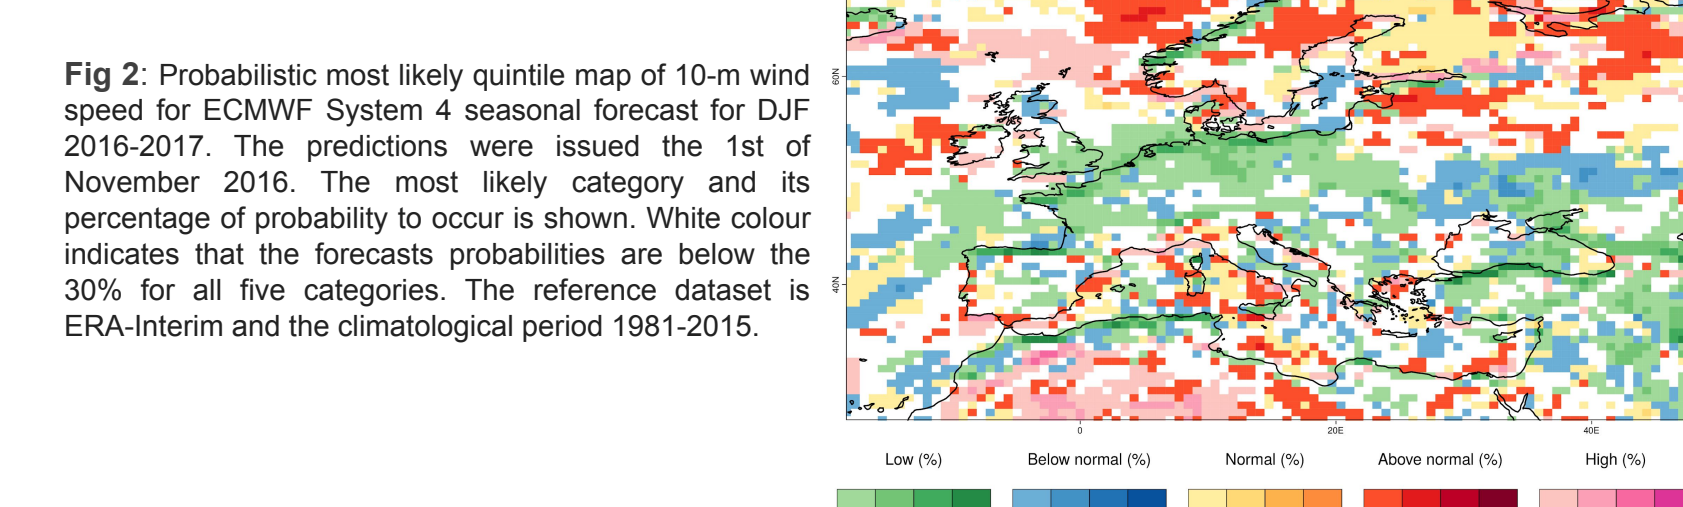 Fig 2: Probabilistic most likely quintile map of 10-m wind
speed for ECMWF System 4 seasonal forecast for DJF
2016-2017. The predictions were issued the 1st of
November 2016. The most likely category and its
percentage of probability to occur is shown. White colour
indicates that the forecasts probabilities are below the
30% for all five categories. The reference dataset is
ERA-Interim and the climatological period 1981-2015.
60N
40N
0 20E 40E
Low (%) Below normal (%) Normal (%) Above normal (%) High (%)